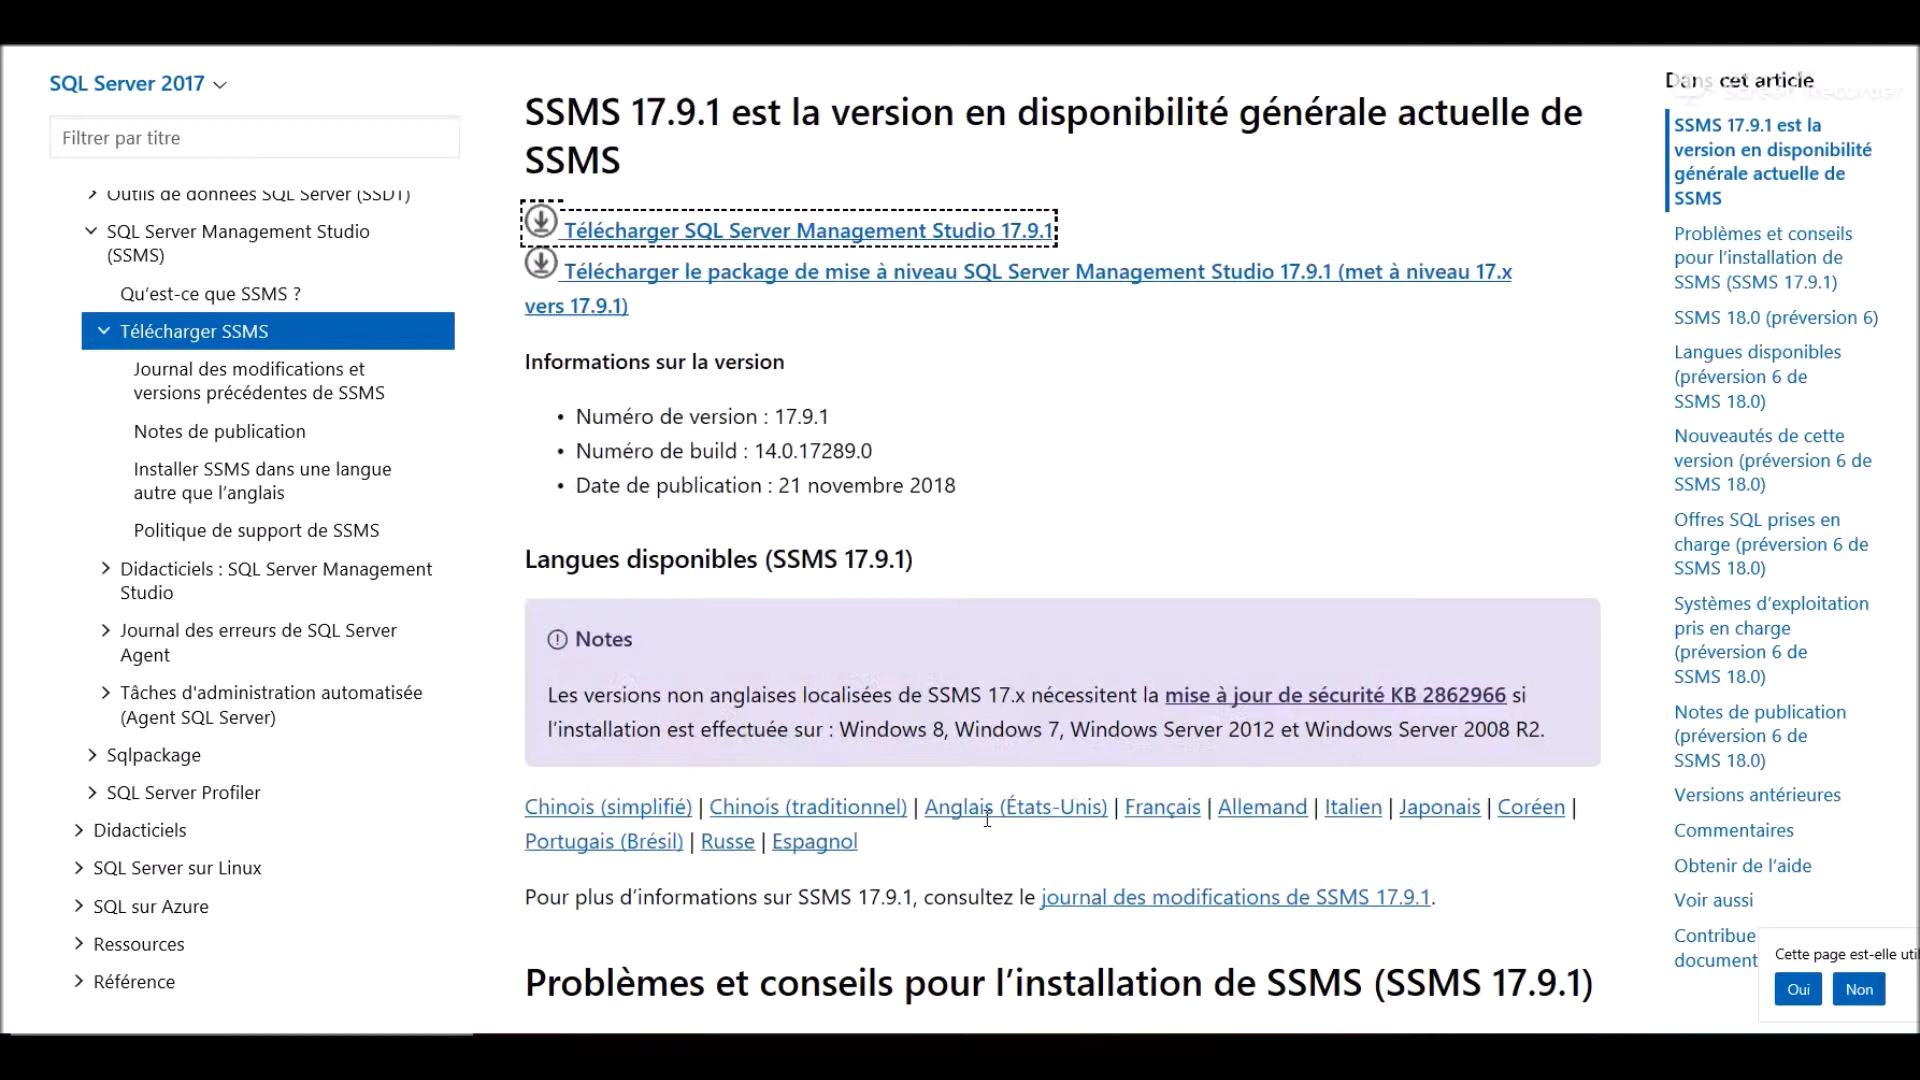 SQL Server 2017
Filtrer par titre
Outils de données SQL Server (SSDT)
SQL Server Management Studio
(SSMS)
Qu'est-ce que SSMS ?
Télécharger SSMS
Journal des modifications et
versions précédentes de SSMS
Notes de publication
Installer SSMS dans une langue
autre que l'anglais
Politique de support de SSMS
Didacticiels : SQL Server Management
Studio
Journal des erreurs de SQL Server
Agent
Tâches d'administration automatisée
(Agent SQL Server)
Sqlpackage
SQL Server Profiler
Didacticiels
SQL Server sur Linux
SQL sur Azure
Ressources
Référence
SSMS 17.9.1 est la version en disponibilité générale actuelle de
SSMS
Télécharger SQL Server Management Studio 17.9.1
Télécharger le package de mise à niveau SQL Server Management Studio 17.9.1 (met à niveau 17.x
vers 17.9.1)
Informations sur la version
• Numéro de version : 17.9.1
• Numéro de build : 14.0.17289.0
• Date de publication : 21 novembre 2018
Langues disponibles (SSMS 17.9.1)
Notes
Les versions non anglaises localisées de SSMS 17.x nécessitent la mise à jour de sécurité KB 2862966 si
l'installation est effectuée sur : Windows 8, Windows 7, Windows Server 2012 et Windows Server 2008 R2.
Chinois (simplifié) | Chinois (traditionnel) | Anglais (États-Unis) | Français | Allemand | Italien | Japonais | Coréen |
Portugais (Brésil) | Russe | Espagnol
Pour plus d'informations sur SSMS 17.9.1, consultez le journal des modifications de SSMS 17.9.1.
Problèmes et conseils pour l'installation de SSMS (SSMS 17.9.1)
Dans cet article
SSMS 17.9.1 est la
version en disponibilité
générale actuelle de
SSMS
Problèmes et conseils
pour l'installation de
SSMS (SSMS 17.9.1)
SSMS 18.0 (préversion 6)
Langues disponibles
(préversion 6 de
SSMS 18.0)
Nouveautés de cette
version (préversion 6 de
SSMS 18.0)
Offres SQL prises en
charge (préversion 6 de
SSMS 18.0)
Systèmes d'exploitation
pris en charge
(préversion 6 de
SSMS 18.0)
Notes de publication
(préversion 6 de
SSMS 18.0)
Versions antérieures
Commentaires
Obtenir de l'aide
Voir aussi
Contribue
document
Cette page est-elle util
Oui
Non